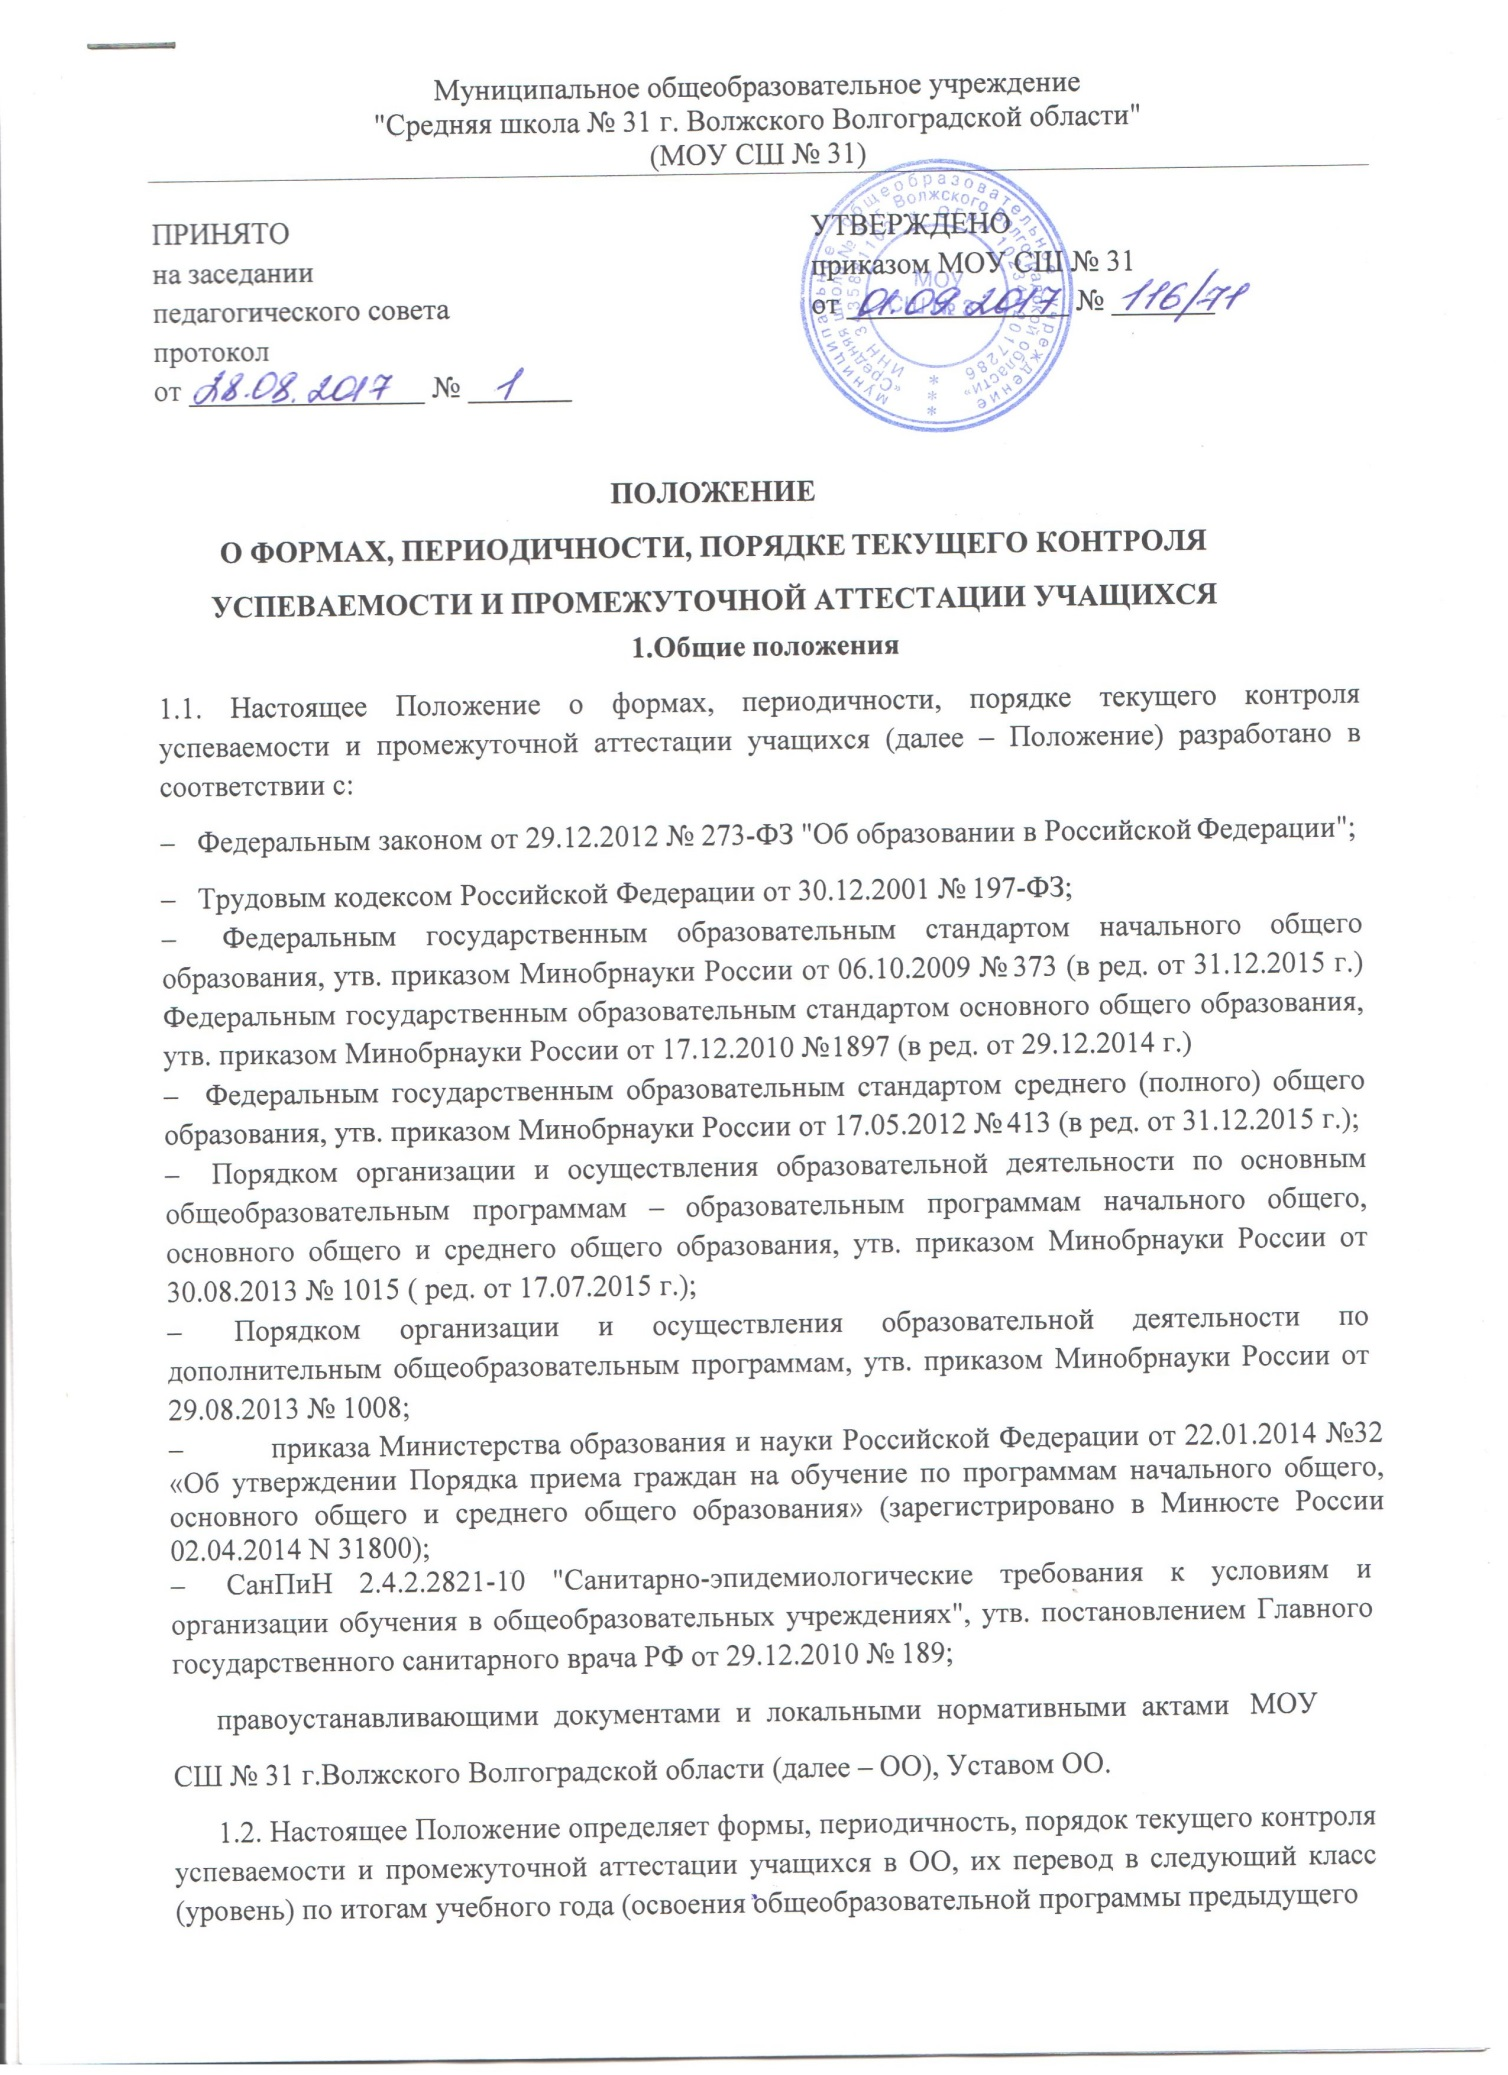 Муниципальное общеобразовательное учреждение
"Средняя школа № 31 г. Волжского Волгоградской области"
(МОУ СШ № 31)
ПРИНЯТО
на заседании
педагогического совета
протокол
от 28.08.2017 № 1
УТВЕРЖДЕНО
приказом МОУ СШ № 31
от 01.09.2017 № 116/71
муниципальное общеобразовательное учреждение
«Средняя школа № 31 г. Волжского Волгоградской области»
МОУ
СШ № 31
ПОЛОЖЕНИЕ
О ФОРМАХ, ПЕРИОДИЧНОСТИ, ПОРЯДКЕ ТЕКУЩЕГО КОНТРОЛЯ
УСПЕВАЕМОСТИ И ПРОМЕЖУТОЧНОЙ АТТЕСТАЦИИ УЧАЩИХСЯ
1.Общие положения
1.1. Настоящее Положение о формах, периодичности, порядке текущего контроля
успеваемости и промежуточной аттестации учащихся (далее – Положение) разработано в
соответствии с:
– Федеральным законом от 29.12.2012 № 273-ФЗ "Об образовании в Российской Федерации";
– Трудовым кодексом Российской Федерации от 30.12.2001 № 197-ФЗ;
– Федеральным государственным образовательным стандартом начального общего
образования, утв. приказом Минобрнауки России от 06.10.2009 № 373 (в ред. от 31.12.2015 г.)
Федеральным государственным образовательным стандартом основного общего образования,
утв. приказом Минобрнауки России от 17.12.2010 №1897 (в ред. от 29.12.2014 г.)
– Федеральным государственным образовательным стандартом среднего (полного) общего
образования, утв. приказом Минобрнауки России от 17.05.2012 № 413 (в ред. от 31.12.2015 г.);
– Порядком организации и осуществления образовательной деятельности по основным
общеобразовательным программам – образовательным программам начального общего,
основного общего и среднего общего образования, утв. приказом Минобрнауки России от
30.08.2013 № 1015 ( ред. от 17.07.2015 г.);
– Порядком организации и осуществления образовательной деятельности по
дополнительным общеобразовательным программам, утв. приказом Минобрнауки России от
29.08.2013 № 1008;
– приказа Министерства образования и науки Российской Федерации от 22.01.2014 №32
«Об утверждении Порядка приема граждан на обучение по программам начального общего,
основного общего и среднего общего образования» (зарегистрировано в Минюсте России
02.04.2014 N 31800);
– СанПиН 2.4.2.2821-10 "Санитарно-эпидемиологические требования к условиям и
организации обучения в общеобразовательных учреждениях", утв. постановлением Главного
государственного санитарного врача РФ от 29.12.2010 № 189;
правоустанавливающими документами и локальными нормативными актами МОУ
СШ № 31 г.Волжского Волгоградской области (далее – ОО), Уставом ОО.
1.2. Настоящее Положение определяет формы, периодичность, порядок текущего контроля
успеваемости и промежуточной аттестации учащихся в ОО, их перевод в следующий класс
(уровень) по итогам учебного года (освоения общеобразовательной программы предыдущего